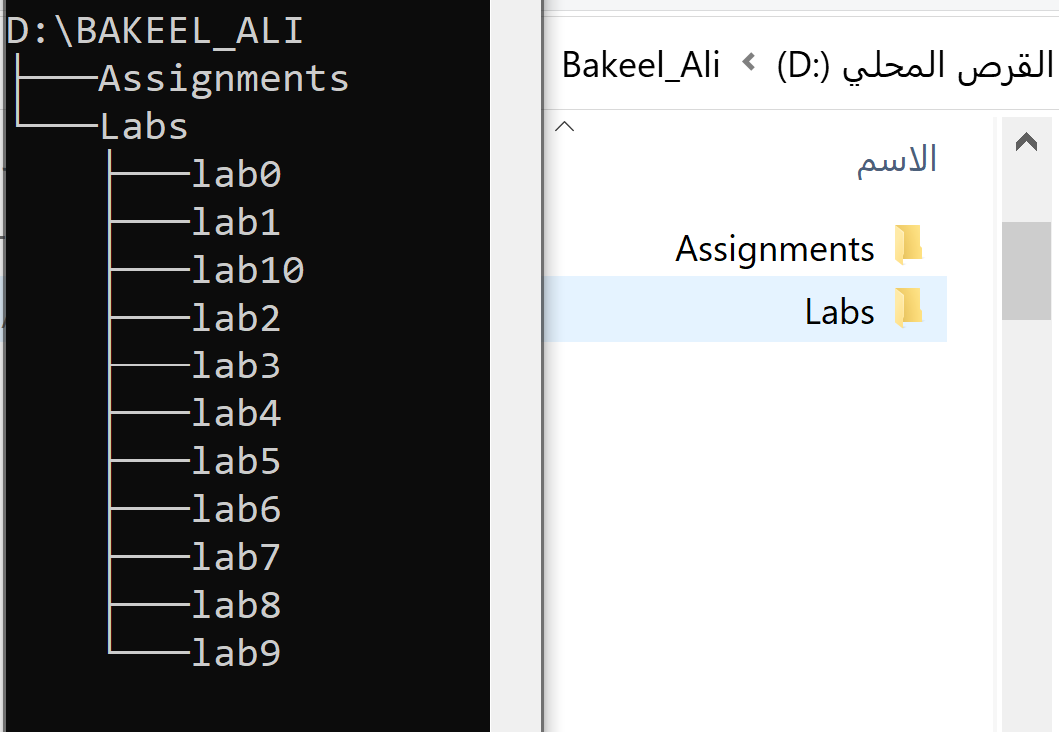 D:\BAKEEL_ALI
├───Assignments
└───Labs
    ├───lab0
    ├───lab1
    ├───lab10
    ├───lab2
    ├───lab3
    ├───lab4
    ├───lab5
    ├───lab6
    ├───lab7
    ├───lab8
    └───lab9
القرص المحلي (D:) › Bakeel_Ali
الاسم
Assignments
Labs